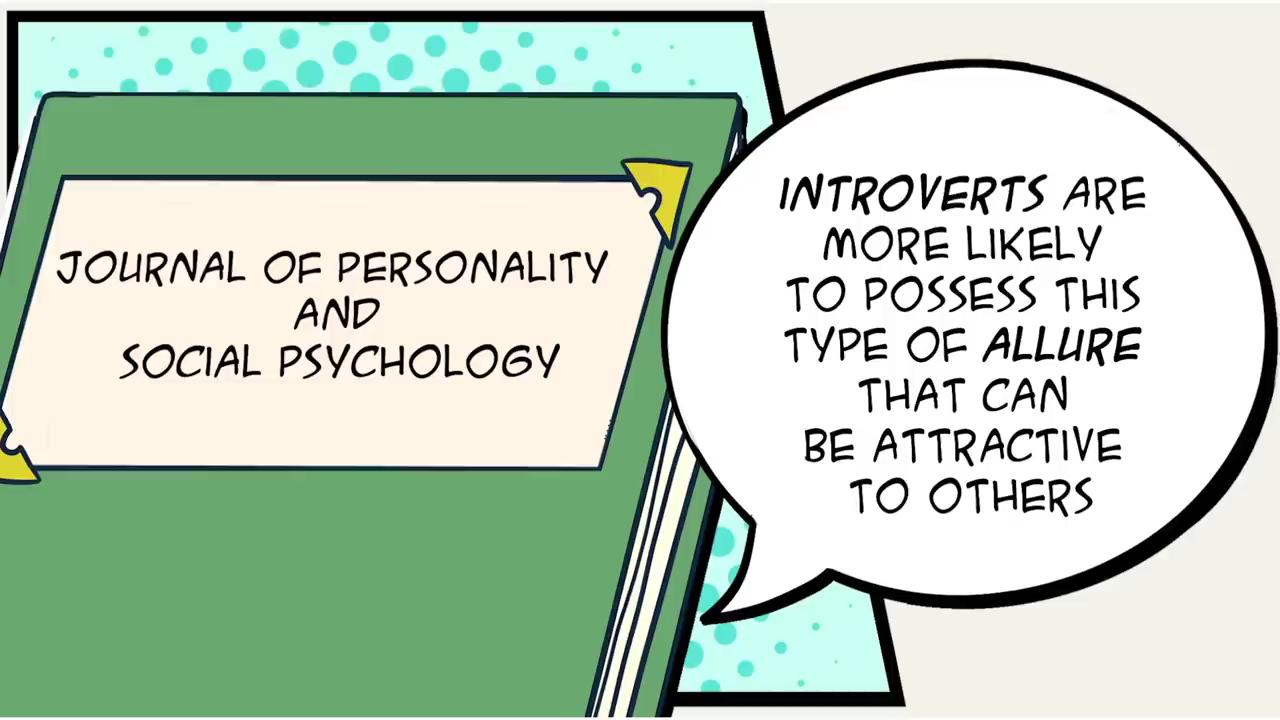 JOURNAL OF PERSONALITY
AND
SOCIAL PSYCHOLOGY
INTROVERTS ARE
MORE LIKELY
TO POSSESS THIS
TYPE OF ALLURE
THAT CAN
BE ATTRACTIVE
TO OTHERS